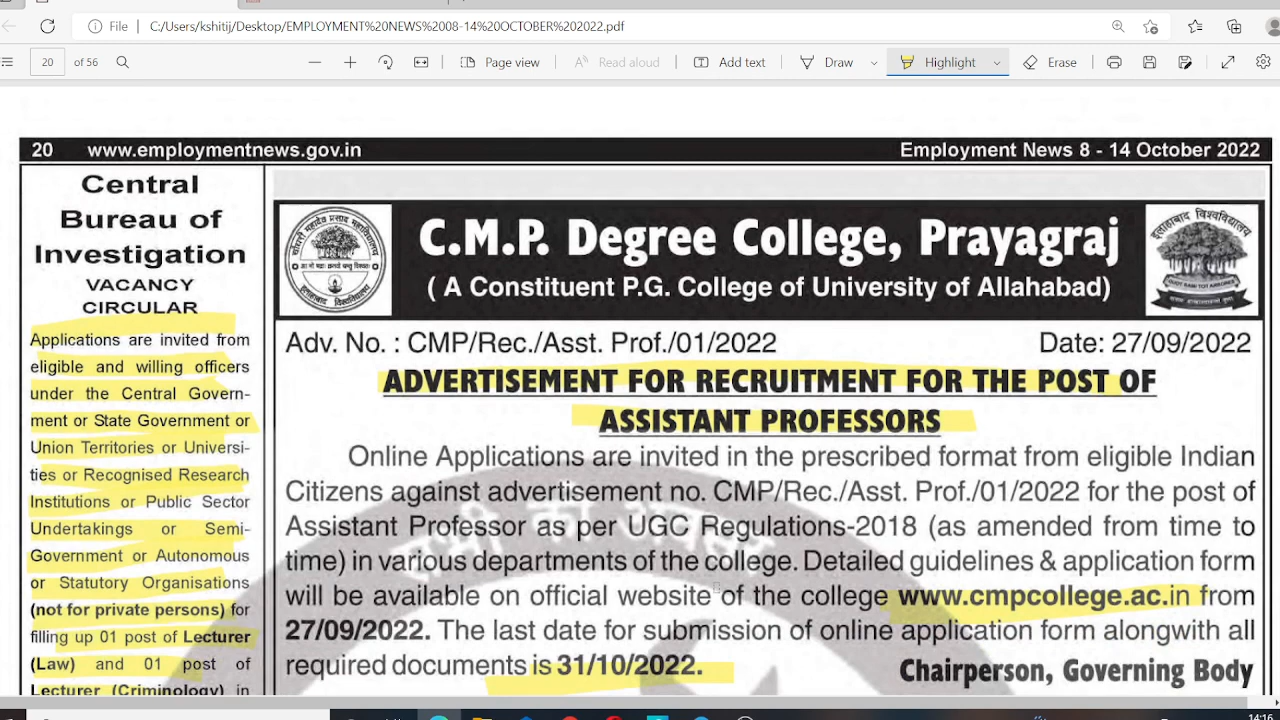 File C:/Users/kshitij/Desktop/EMPLOYMENT%20NEWS%2008-14%20OCTOBER%202022.pdf
20 of 56 Page view Read aloud Add text Draw Highlight Erase
20 www.employmentnews.gov.in Employment News 8 - 14 October 2022
Central
Bureau of
Investigation
VACANCY
CIRCULAR
Applications are invited from
eligible and willing officers
under the Central Govern-
ment or State Government or
Union Territories or Universi-
ties or Recognised Research
Institutions or Public Sector
Undertakings or Semi-
Government or Autonomous
or Statutory Organisations
(not for private persons) for
filling up 01 post of Lecturer
(Law) and 01 post of
Lecturer (Criminology) in
C.M.P. Degree College, Prayagraj
( A Constituent P.G. College of University of Allahabad)
इलाहाबाद विश्वविद्यालय
Adv. No. : CMP/Rec./Asst. Prof./01/2022 Date: 27/09/2022
ADVERTISEMENT FOR RECRUITMENT FOR THE POST OF
ASSISTANT PROFESSORS
Online Applications are invited in the prescribed format from eligible Indian
Citizens against advertisement no. CMP/Rec./Asst. Prof./01/2022 for the post of
Assistant Professor as per UGC Regulations-2018 (as amended from time to
time) in various departments of the college. Detailed guidelines & application form
will be available on official website of the college www.cmpcollege.ac.in from
27/09/2022. The last date for submission of online application form alongwith all
required documents is 31/10/2022.
Chairperson, Governing Body
14:16